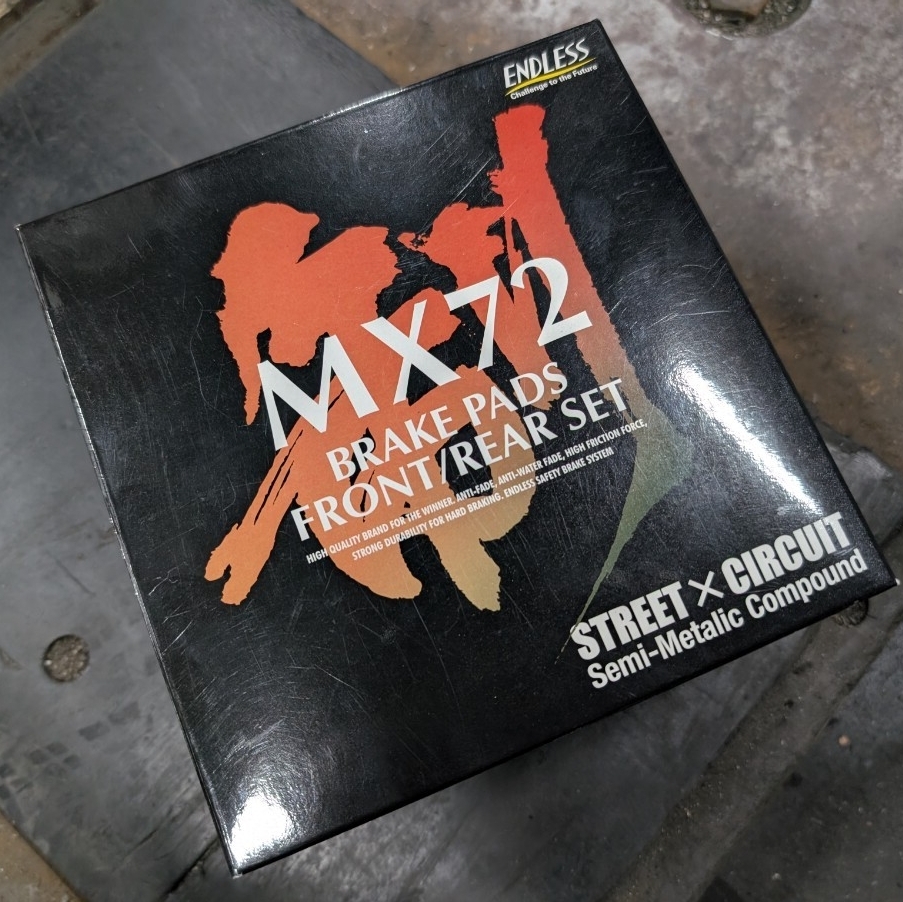 ENDLESS
Challenge to the Future
制
MX72
BRAKE PADS
FRONT/REAR SET
HIGH QUALITY BRAND FOR THE WINNER. ANTI-FADE, ANTI-WATER FADE, HIGH FRICTION FORCE,
STRONG DURABILITY FOR HARD BRAKING. ENDLESS SAFETY BRAKE SYSTEM
STREET×CIRCUIT
Semi-Metalic Compound